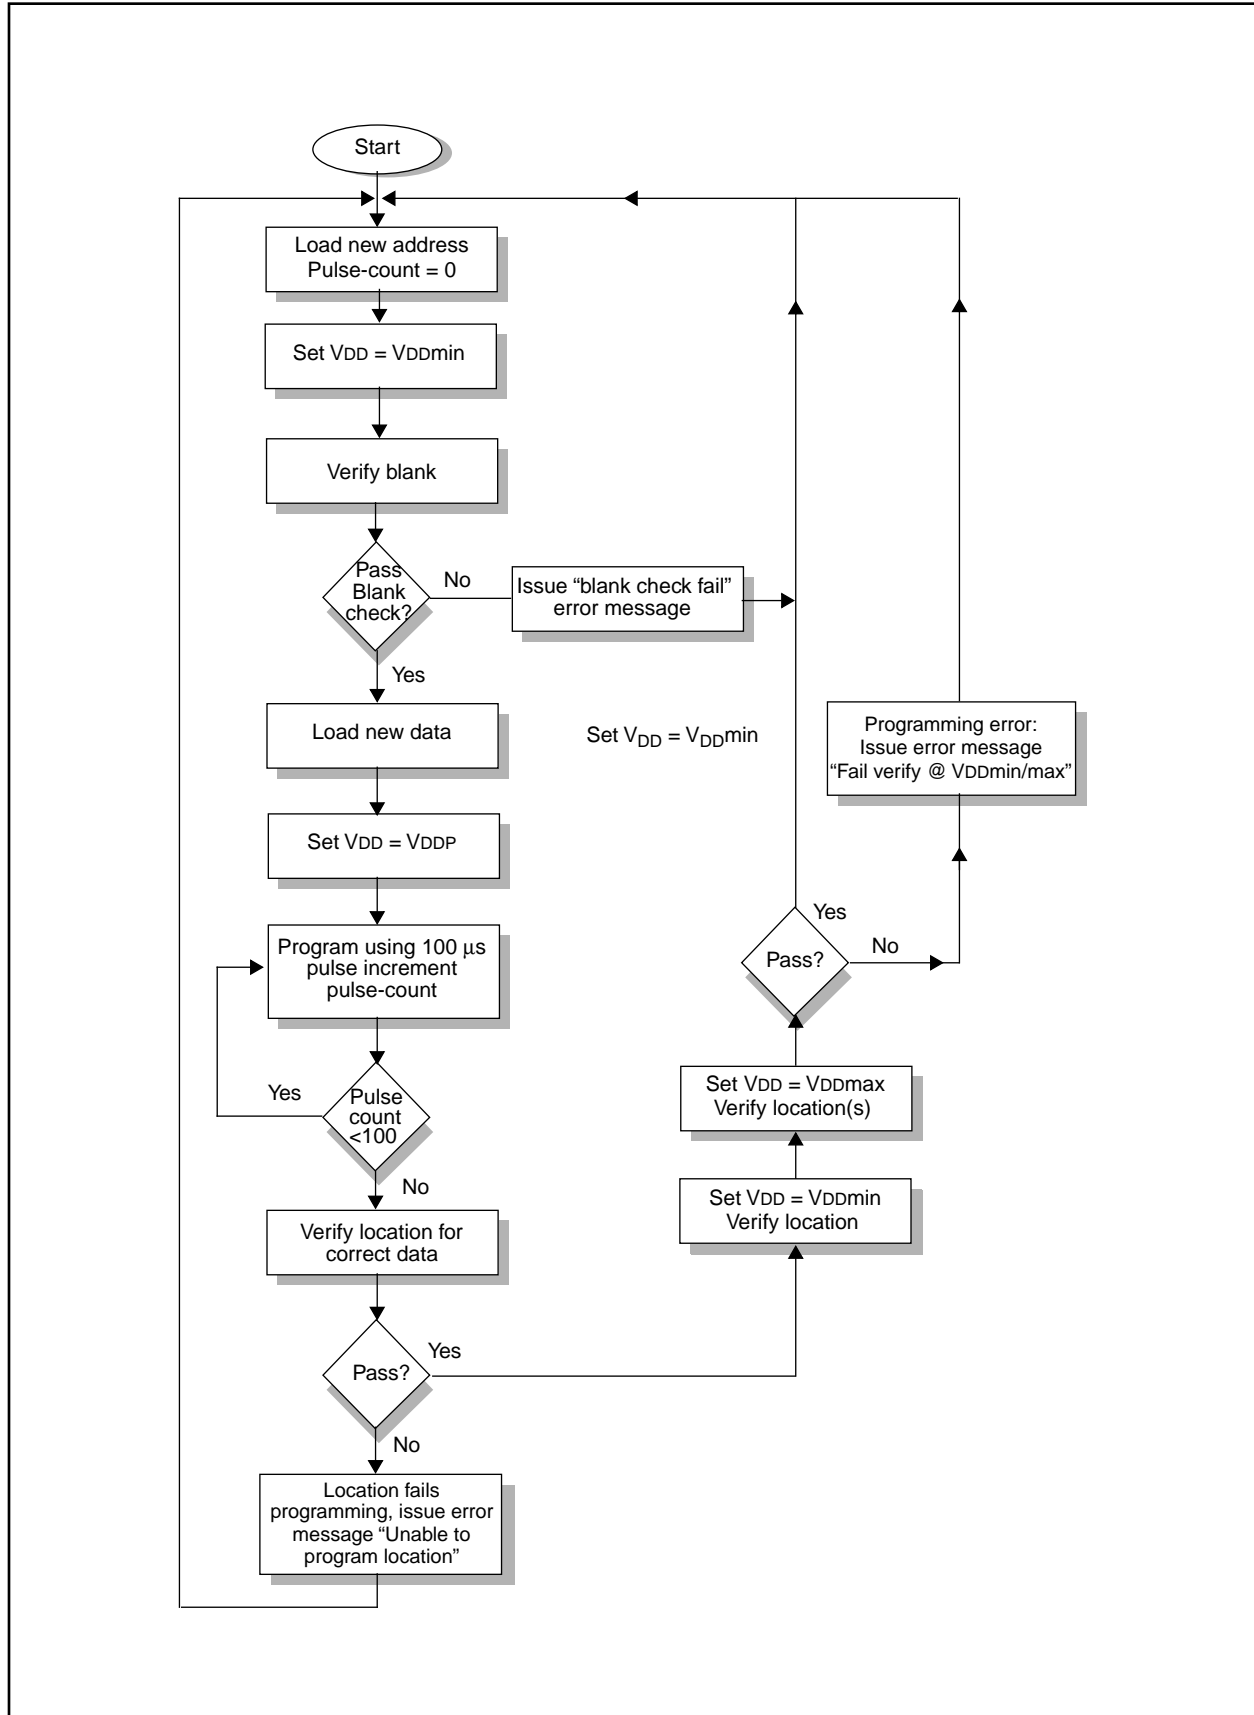 Start
Load new address
Pulse-count = 0
Set VDD = VDDmin
Verify blank
Pass
Blank
check?
No
Issue “blank check fail”
error message
Yes
Load new data
Set VDD = VDDmin
Programming error:
Issue error message
“Fail verify @ VDDmin/max”
Set VDD = VDDP
Program using 100 µs
pulse increment
pulse-count
Yes
Pass?
No
Yes
Pulse
count
<100
No
Set VDD = VDDmax
Verify location(s)
Set VDD = VDDmin
Verify location
Verify location for
correct data
Pass?
Yes
No
Location fails
programming, issue error
message “Unable to
program location”